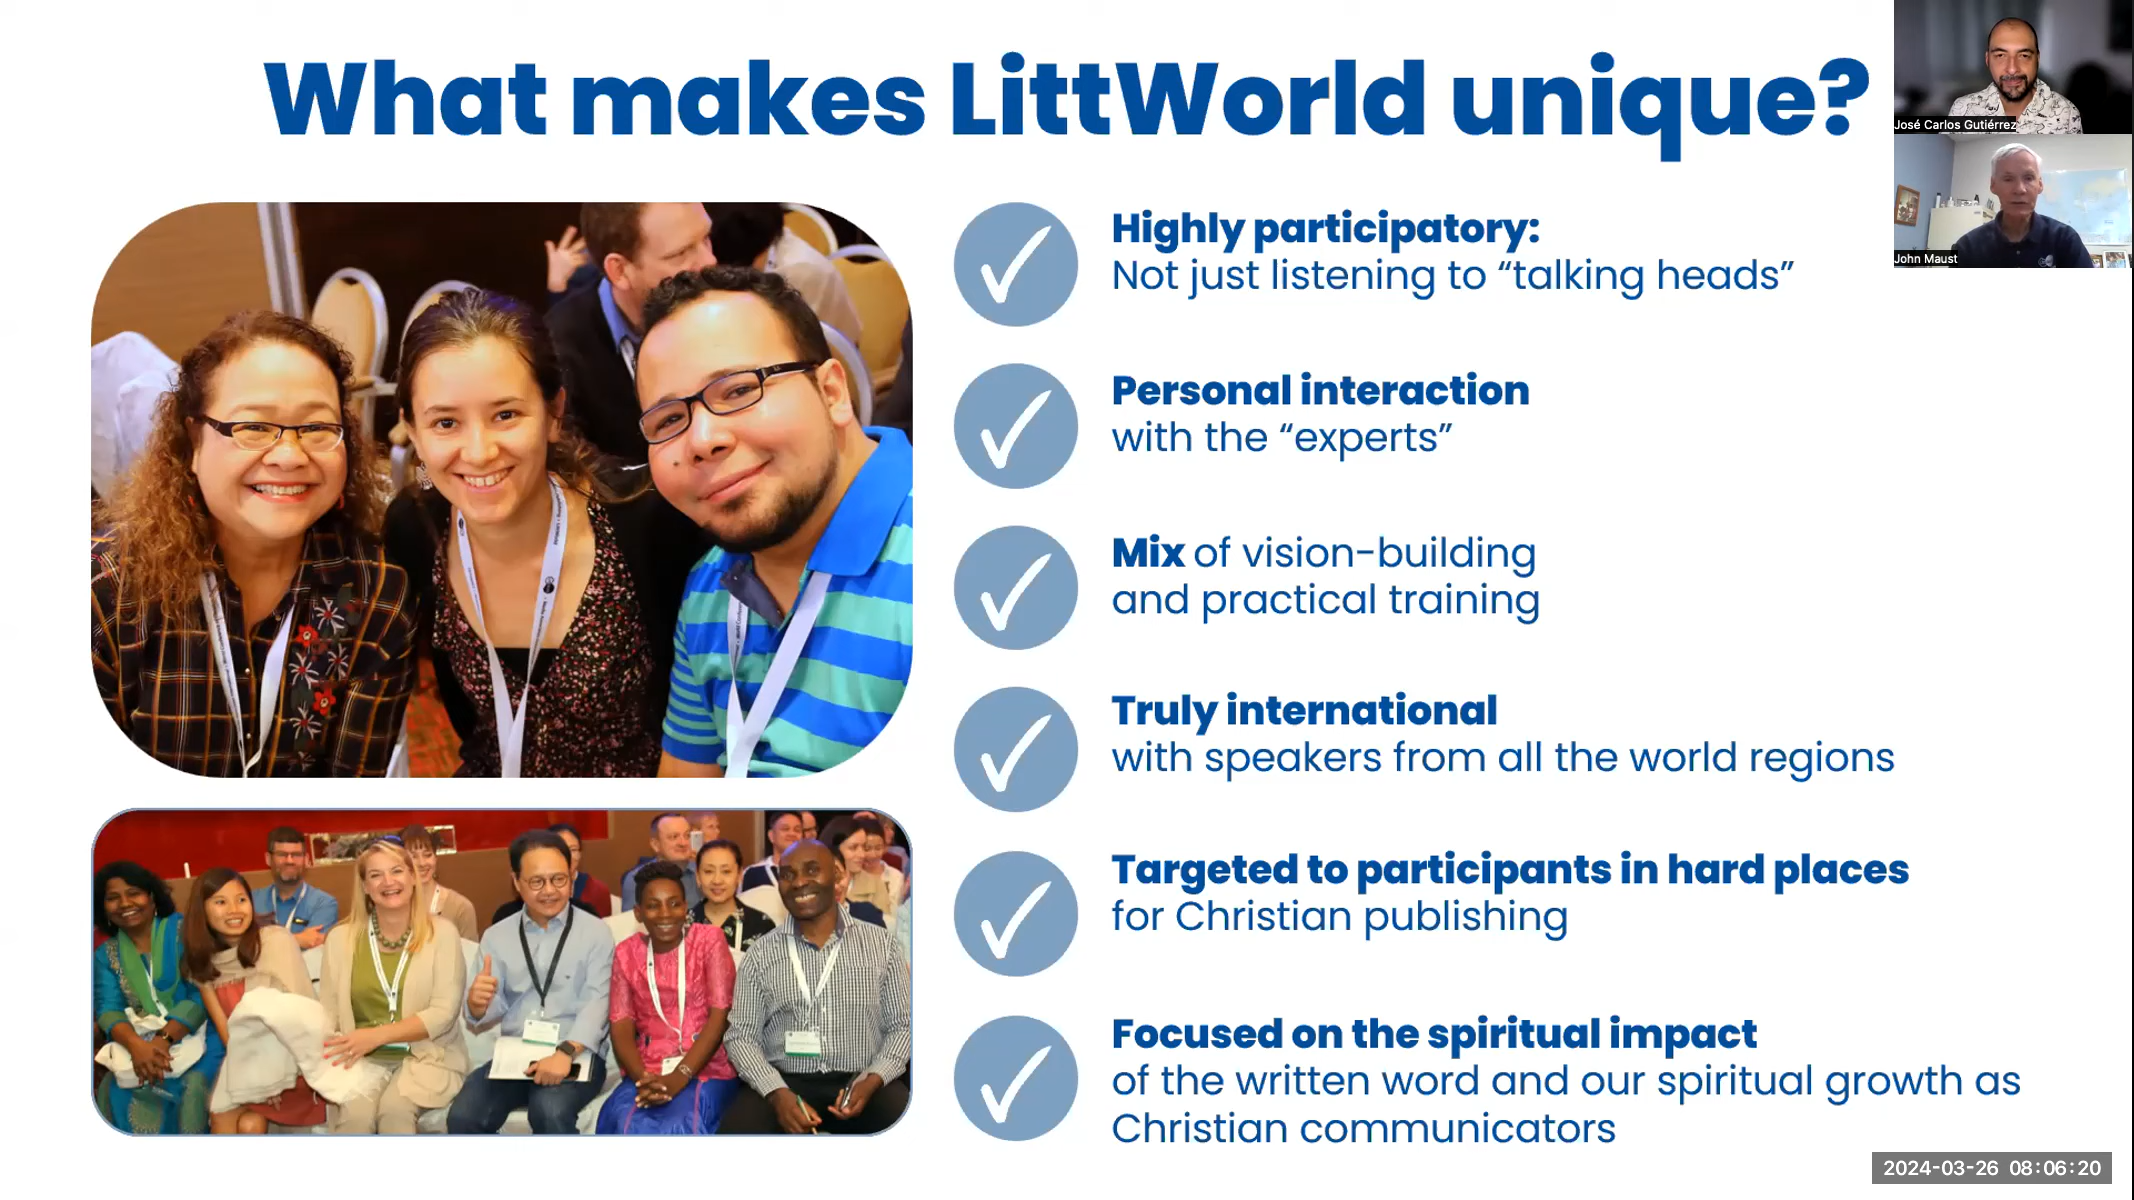 What makes LittWorld unique?
José Carlos Gutiérrez
John Maust
Highly participatory:
Not just listening to “talking heads”
Personal interaction
with the “experts”
Mix of vision-building
and practical training
Truly international
with speakers from all the world regions
Targeted to participants in hard places
for Christian publishing
Focused on the spiritual impact
of the written word and our spiritual growth as
Christian communicators
2024-03-26 08:06:20